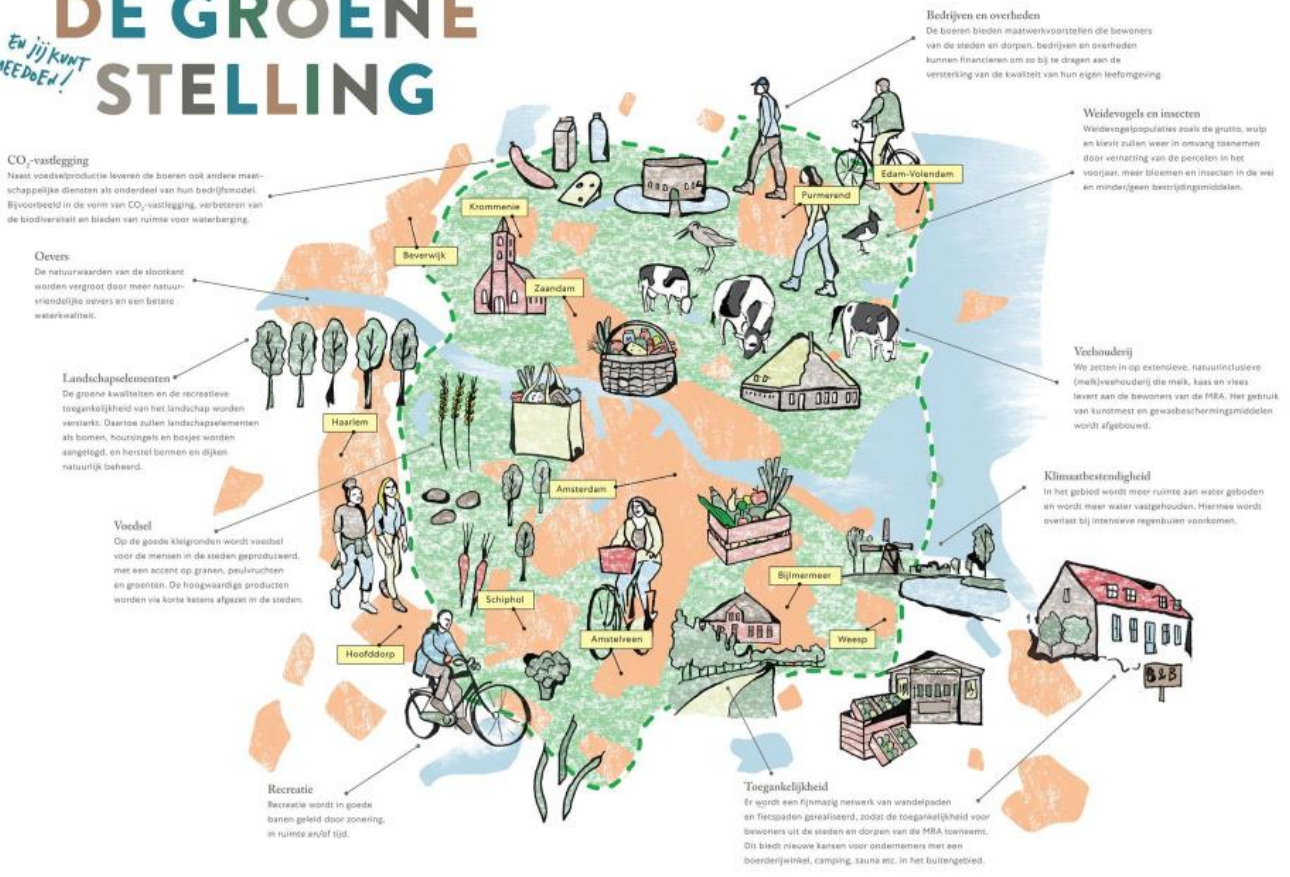 DE GROENE
STELLING
EN JIJ KUNT
MEEDOEN!
Bedrijven en overheden
De boeren bieden maatwerkvoorstellen die bewoners
van de steden en dorpen, bedrijven en overheden
kunnen financieren om zo bij te dragen aan de
versterking van de kwaliteit van hun eigen leefomgeving.
Weidevogels en insecten
Weidevogelpopulaties zoals de grutto, wulp
en kievit zullen weer in omvang toenemen
door vernatting van de percelen in het
voorjaar, meer bloemen en insecten in de wei
en minder/geen bestrijdingsmiddelen.
CO₂-vastlegging
Naast voedselproductie leveren de boeren ook andere maat-
schappelijke diensten als onderdeel van hun bedrijfsmodel.
Bijvoorbeeld in de vorm van CO₂-vastlegging, verbeteren van
de biodiversiteit en bieden van ruimte voor waterberging.
Oevers
De natuurwaarden van de slootkant
worden vergroot door meer natuur-
vriendelijke oevers en een betere
waterkwaliteit.
Landschapselementen
De groene kwaliteiten en de recreatieve
toegankelijkheid van het landschap worden
versterkt. Daartoe zullen landschapselementen
als bomen, houtsingels en bosjes worden
aangelegd, en herstel bermen en dijken
natuurlijk beheerd.
Voedsel
Op de goede kleigronden wordt voedsel
voor de mensen in de steden geproduceerd,
met een accent op granen, peulvruchten
en groenten. De hoogwaardige producten
worden via korte ketens afgezet in de steden.
Veehouderij
We zetten in op extensieve, natuurinclusieve
(melk)veehouderij die melk, kaas en vlees
levert aan de bewoners van de MRA. Het gebruik
van kunstmest en gewasbeschermingsmiddelen
wordt afgebouwd.
Klimaatbestendigheid
In het gebied wordt meer ruimte aan water geboden
en wordt meer water vastgehouden. Hiermee wordt
overlast bij intensieve regenbuien voorkomen.
Edam-Volendam
Purmerend
Krommenie
Beverwijk
Zaandam
Haarlem
Amsterdam
Bijlmermeer
Schiphol
Amstelveen
Weesp
Hoofddorp
B&B
Recreatie
Recreatie wordt in goede
banen geleid door zonering,
in ruimte en/of tijd.
Toegankelijkheid
Er wordt een fijnmazig netwerk van wandelpaden
en fietspaden gerealiseerd, zodat de toegankelijkheid voor
bewoners uit de steden en dorpen van de MRA toeneemt.
Dit biedt nieuwe kansen voor ondernemers met een
boerderijwinkel, camping, sauna etc. in het buitengebied.